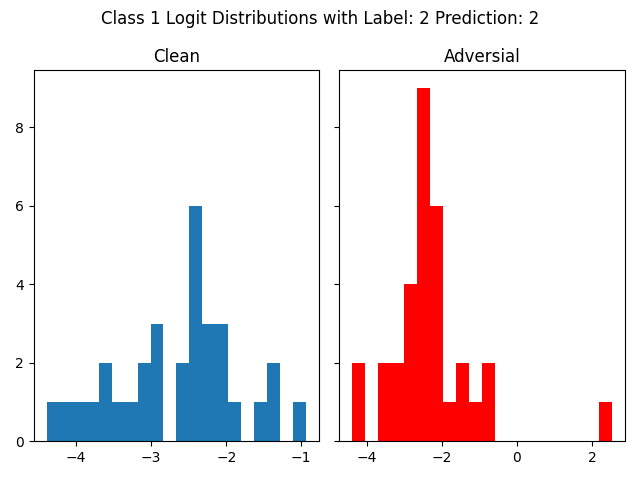 Class 1 Logit Distributions with Label: 2 Prediction: 2
Clean
Adversial
8
6
4
2
0
−4 −3 −2 −1
−4 −2 0 2